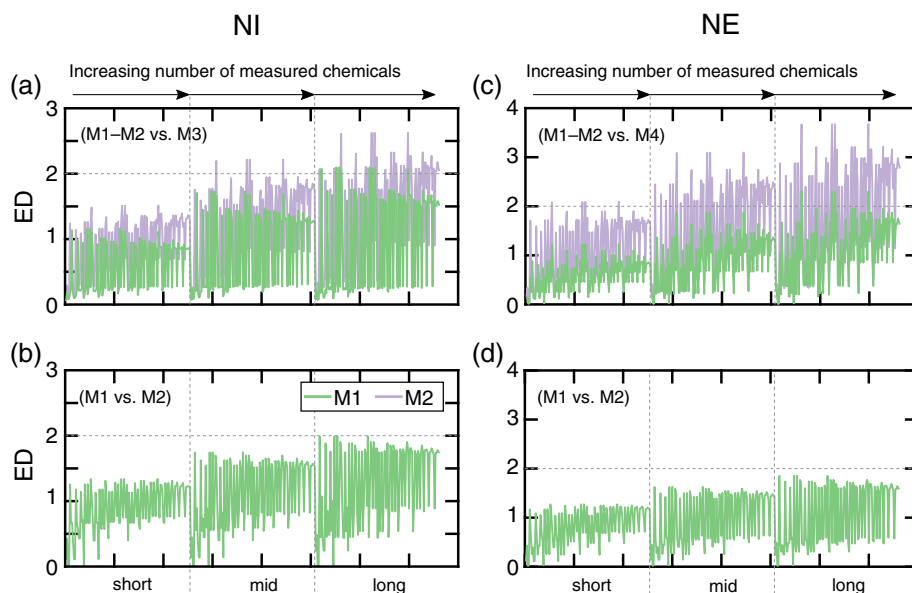 NI
NE
(a)
Increasing number of measured chemicals
(c)
Increasing number of measured chemicals
3
(M1–M2 vs. M3)
2
ED
1
0
4
(M1–M2 vs. M4)
3
2
1
0
(b)
(d)
3
(M1 vs. M2)
M1
M2
2
ED
1
0
short
mid
long
4
(M1 vs. M2)
3
2
1
0
short
mid
long